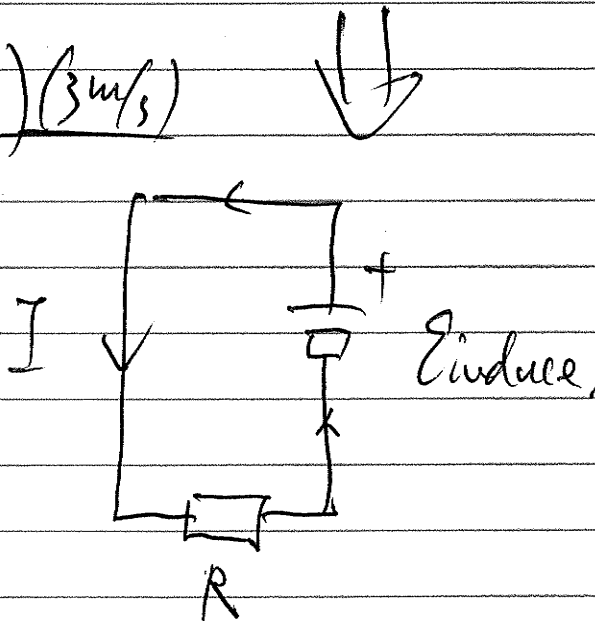 )(3m/s)
+
I
Einduce,
R